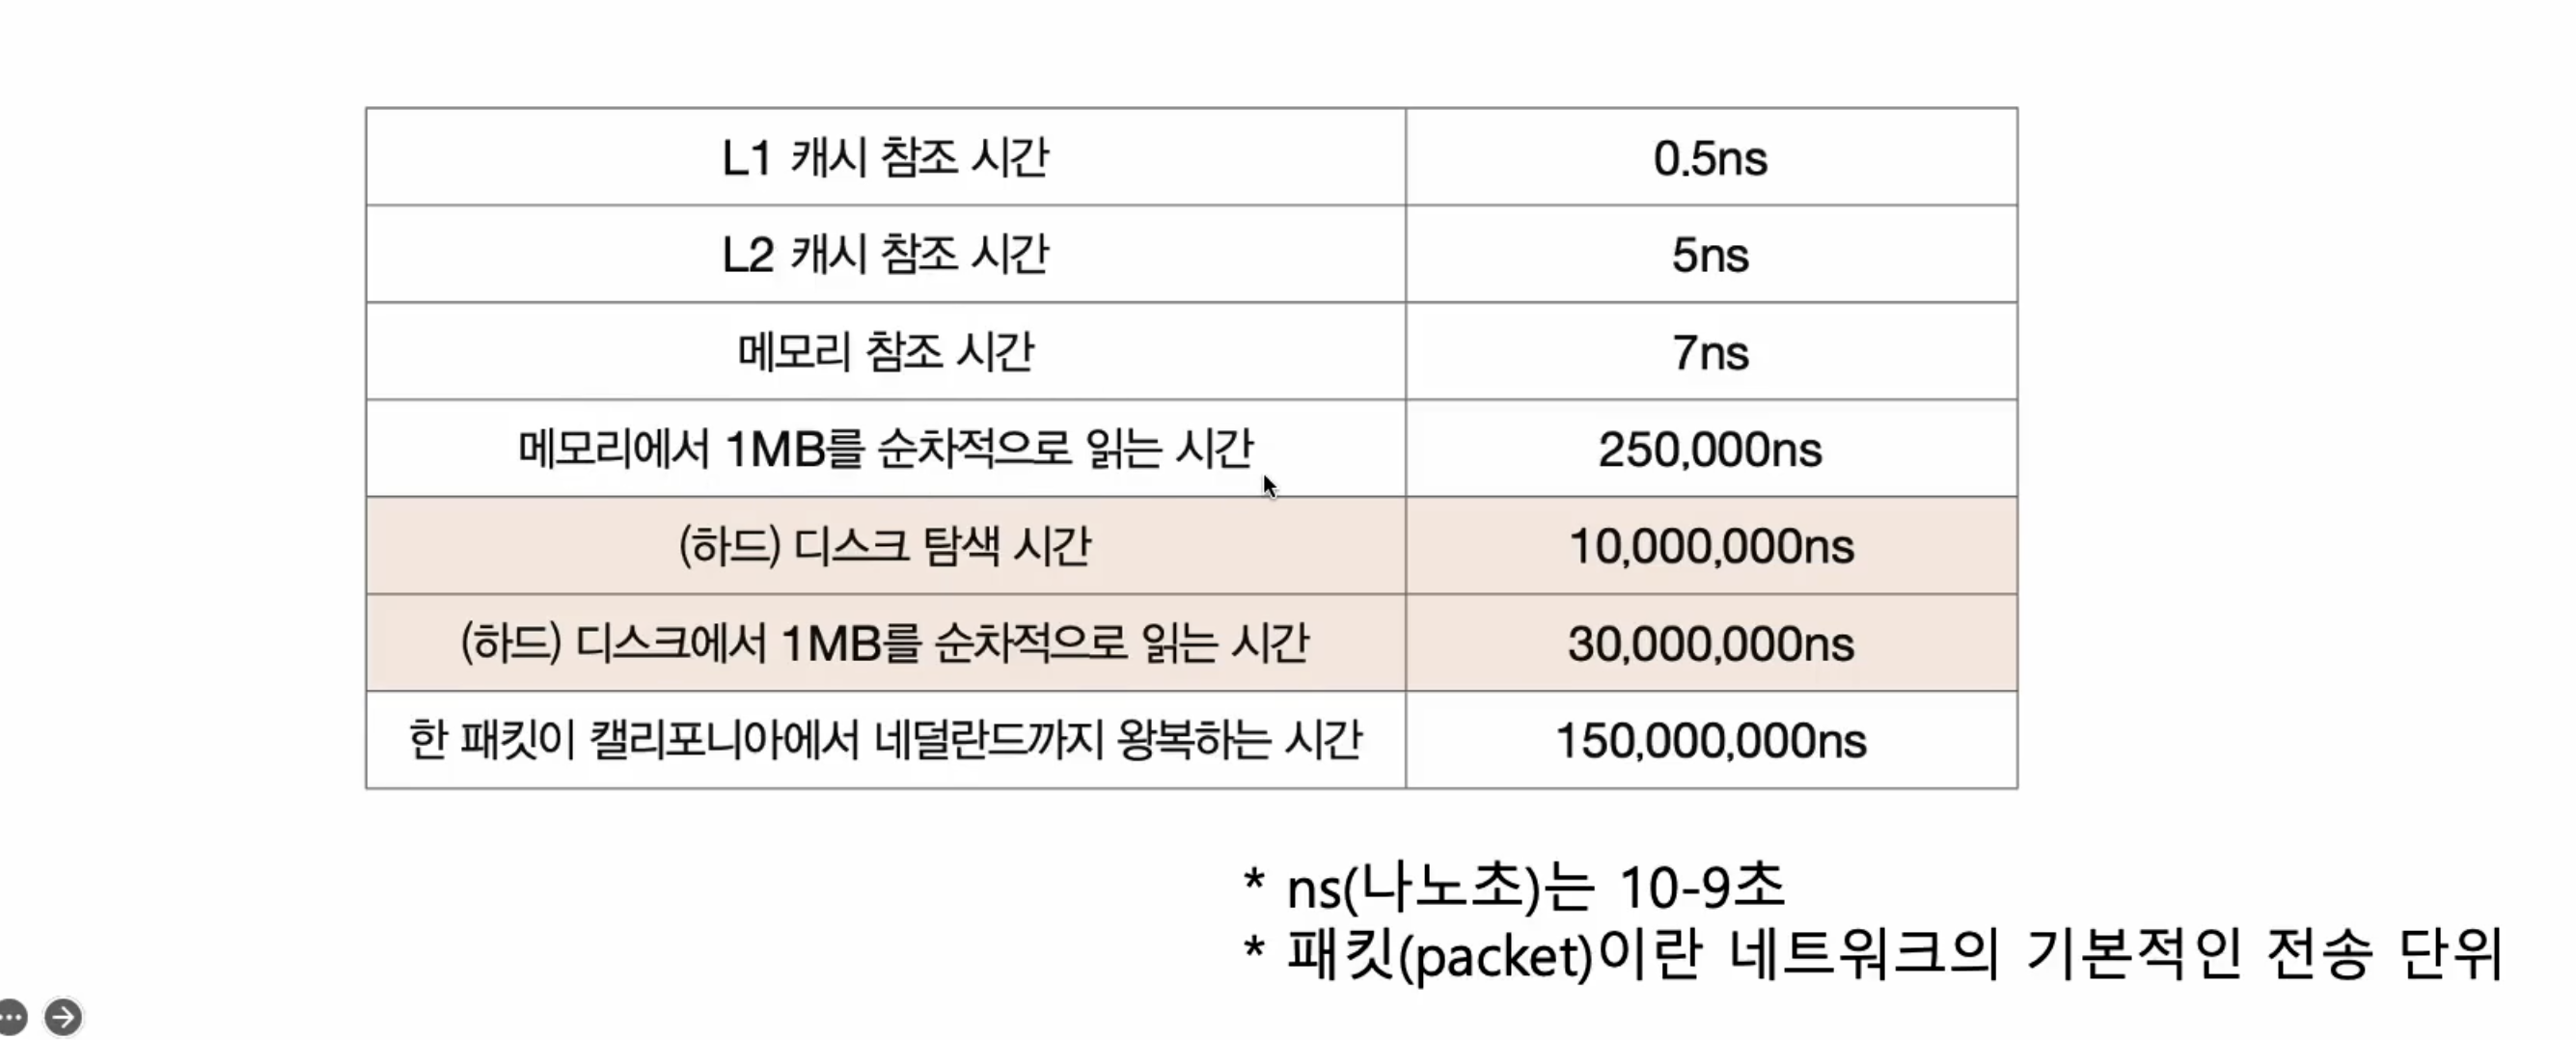 L1 캐시 참조 시간 0.5ns
L2 캐시 참조 시간 5ns
메모리 참조 시간 7ns
메모리에서 1MB를 순차적으로 읽는 시간 250,000ns
(하드) 디스크 탐색 시간 10,000,000ns
(하드) 디스크에서 1MB를 순차적으로 읽는 시간 30,000,000ns
한 패킷이 캘리포니아에서 네덜란드까지 왕복하는 시간 150,000,000ns
* ns(나노초)는 10-9초
* 패킷(packet)이란 네트워크의 기본적인 전송 단위